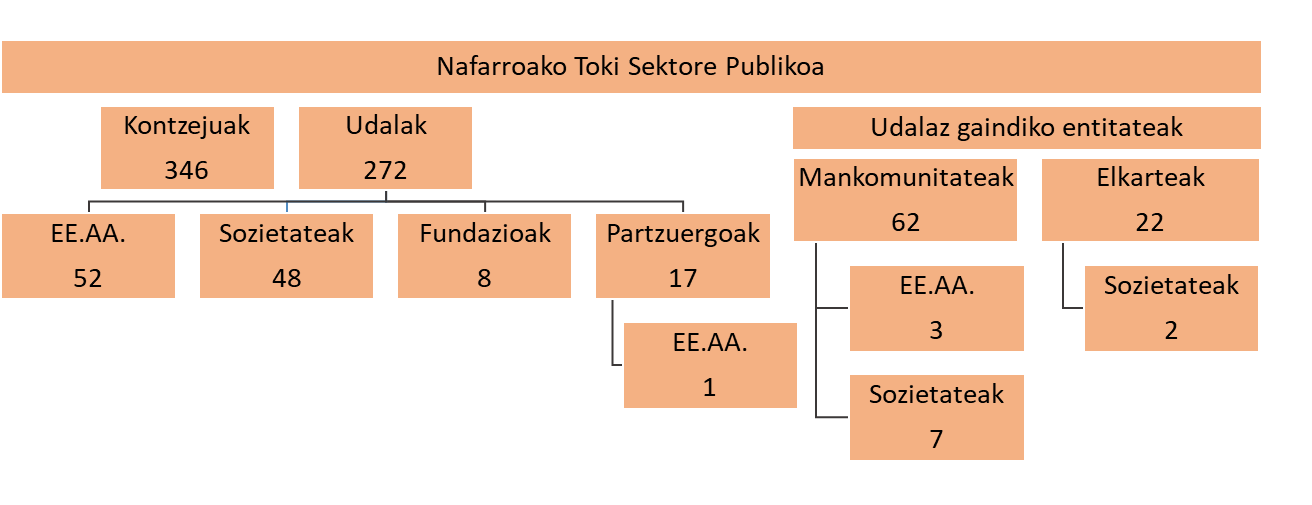 Nafarroako Toki Sektore Publikoa
Kontzejuak
346
Udalak
272
EE.AA.
52
Sozietateak
48
Fundazioak
8
Partzuergoak
17
EE.AA.
1
Udalaz gaindiko entitateak
Mankomunitateak
62
EE.AA.
3
Sozietateak
7
Elkarteak
22
Sozietateak
2